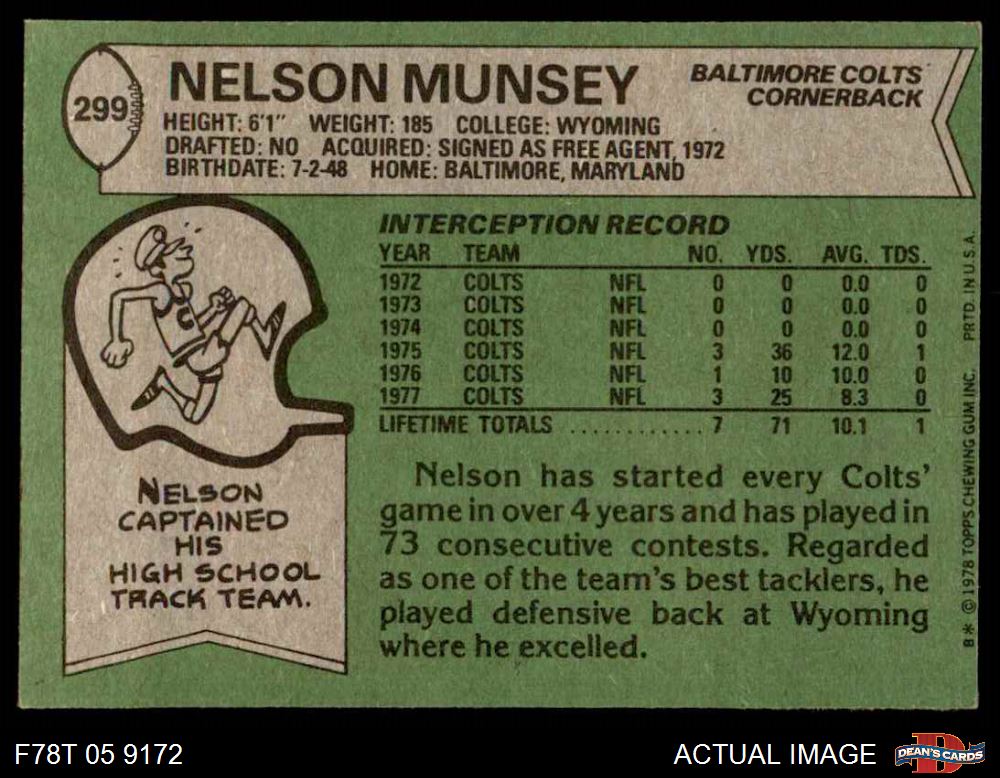 299
NELSON MUNSEY
BALTIMORE COLTS
CORNERBACK
HEIGHT: 6'1" WEIGHT: 185 COLLEGE: WYOMING
DRAFTED: NO ACQUIRED: SIGNED AS FREE AGENT, 1972
BIRTHDATE: 7-2-48 HOME: BALTIMORE, MARYLAND
INTERCEPTION RECORD
YEAR TEAM NO. YDS. AVG. TDS.
1972 COLTS NFL 0 0 0.0 0
1973 COLTS NFL 0 0 0.0 0
1974 COLTS NFL 0 0 0.0 0
1975 COLTS NFL 3 36 12.0 1
1976 COLTS NFL 1 10 10.0 0
1977 COLTS NFL 3 25 8.3 0
LIFETIME TOTALS ............ 7 71 10.1 1
C
NELSON
CAPTAINED
HIS
HIGH SCHOOL
TRACK TEAM.
Nelson has started every Colts'
game in over 4 years and has played in
73 consecutive contests. Regarded
as one of the team's best tacklers, he
played defensive back at Wyoming
where he excelled.
B* © 1978 TOPPS CHEWING GUM INC. PRTD. IN U.S.A.
F78T 05 9172
ACTUAL IMAGE
D
DEAN'S CARDS